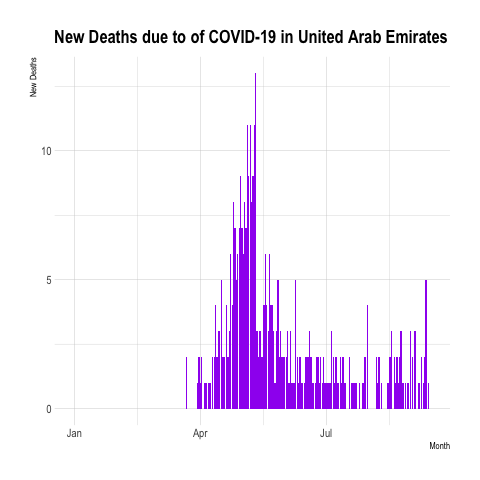 New Deaths due to of COVID-19 in United Arab Emirates
New Deaths
10
5
0
Jan
Apr
Jul
Month